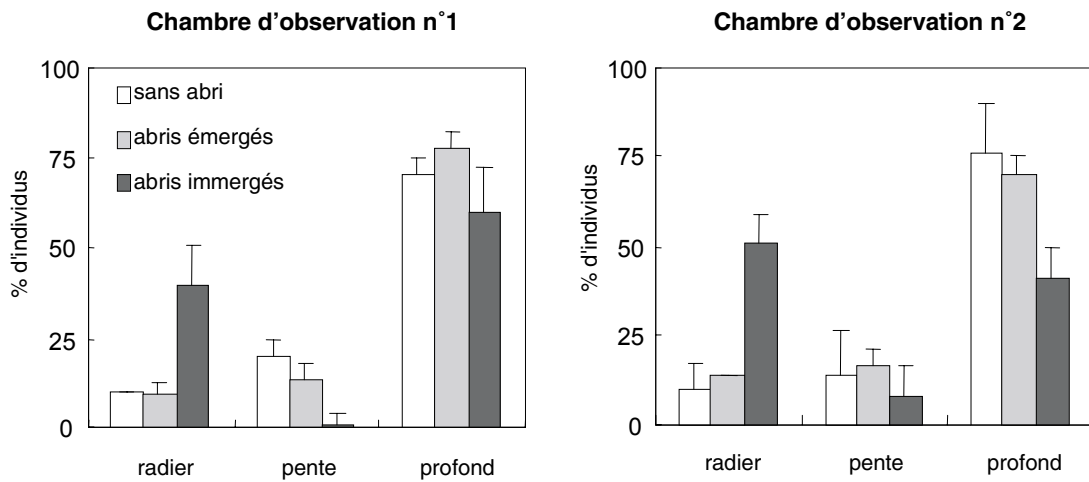 Chambre d'observation n°1
100
75
50
25
0
% d'individus
sans abri
abris émergés
abris immergés
radier pente profond
Chambre d'observation n°2
100
75
50
25
0
% d'individus
radier pente profond